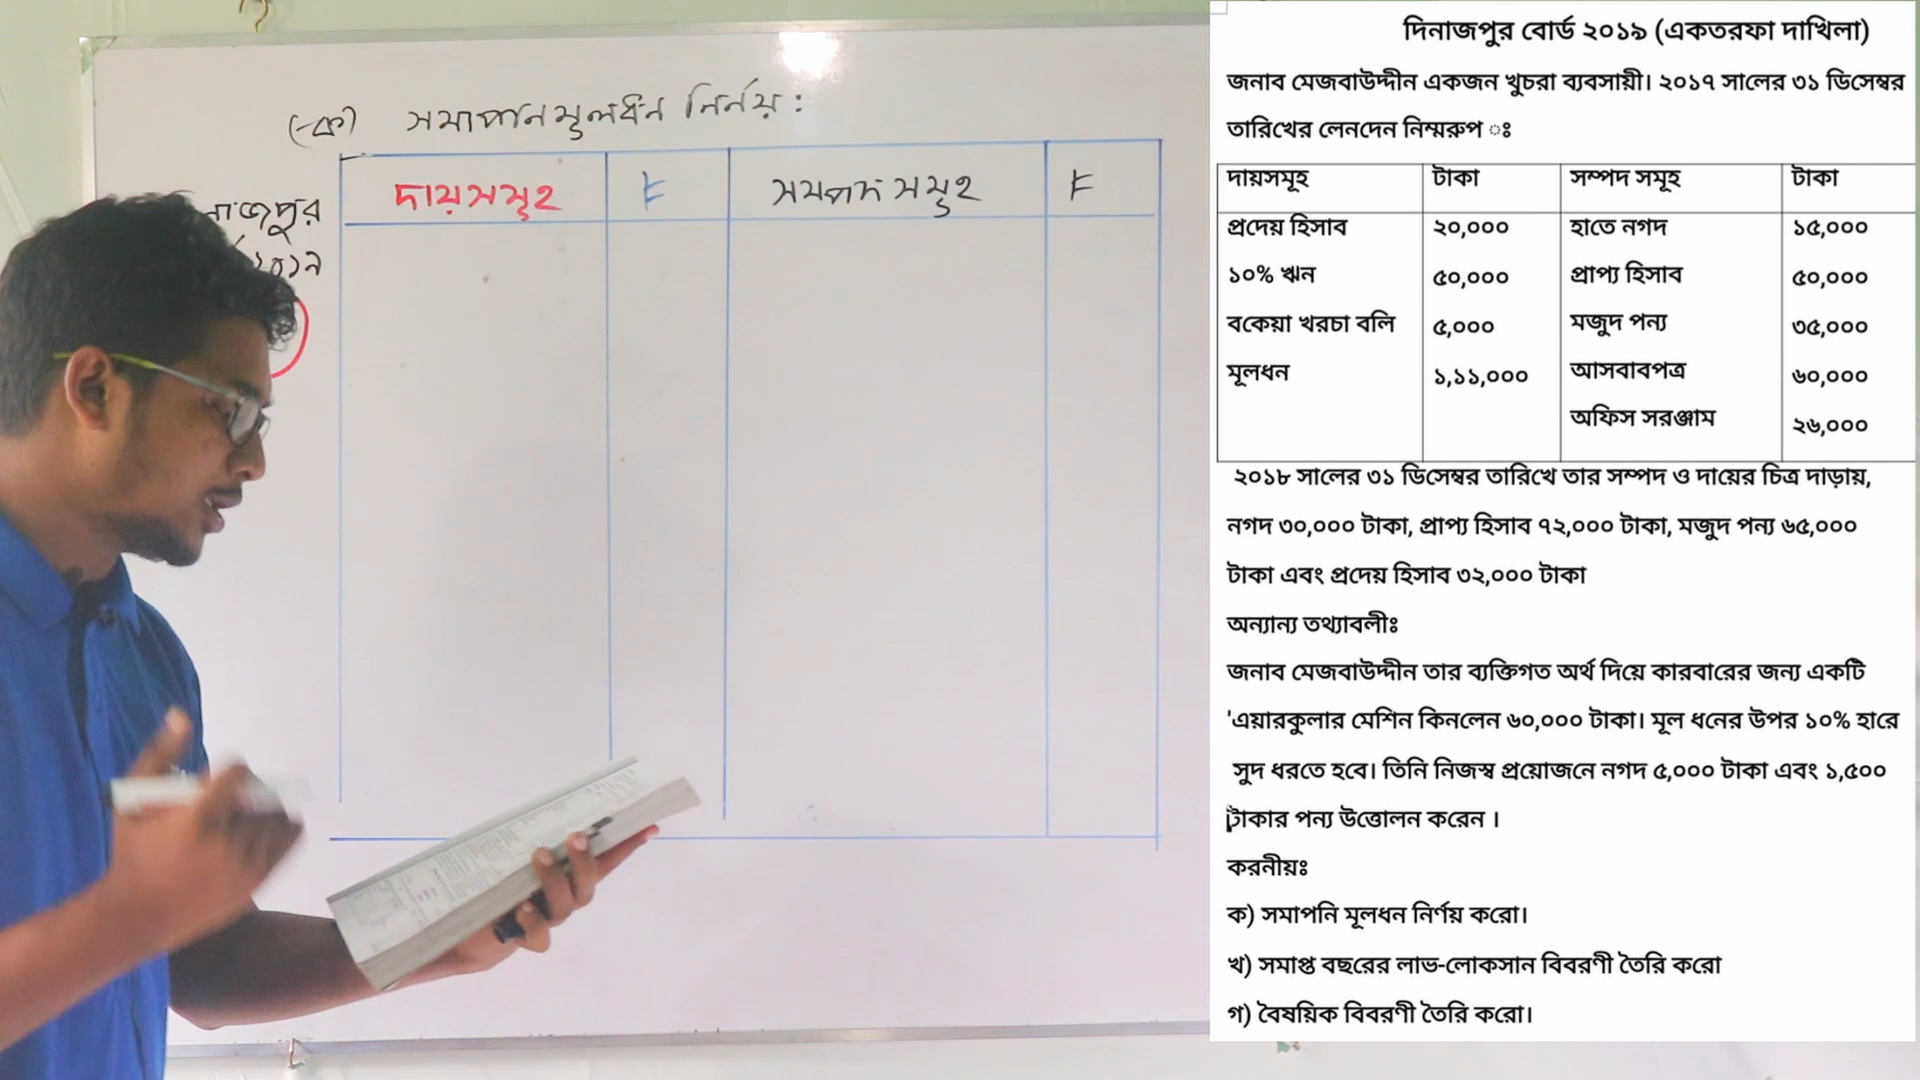 (ক) সমাপনি মূলধন নির্নয় :
দায়সমূহ ৳ সম্পদ সমূহ ৳
দিনাজপুর বোর্ড ২০১৯ (একতরফা দাখিলা)
জনাব মেজবাউদ্দীন একজন খুচরা ব্যবসায়ী। ২০১৭ সালের ৩১ ডিসেম্বর
তারিখের লেনদেন নিম্মরুপ ঃ
দায়সমূহ টাকা সম্পদ সমূহ টাকা
প্রদেয় হিসাব ২০,০০০ হাতে নগদ ১৫,০০০
১০% ঋন ৫০,০০০ প্রাপ্য হিসাব ৫০,০০০
বকেয়া খরচা বলি ৫,০০০ মজুদ পন্য ৩৫,০০০
মূলধন ১,১১,০০০ আসবাবপত্র ৬০,০০০
অফিস সরঞ্জাম ২৬,০০০
২০১৮ সালের ৩১ ডিসেম্বর তারিখে তার সম্পদ ও দায়ের চিত্র দাড়ায়,
নগদ ৩০,০০০ টাকা, প্রাপ্য হিসাব ৭২,০০০ টাকা, মজুদ পন্য ৬৫,০০০
টাকা এবং প্রদেয় হিসাব ৩২,০০০ টাকা
অন্যান্য তথ্যাবলীঃ
জনাব মেজবাউদ্দীন তার ব্যক্তিগত অর্থ দিয়ে কারবারের জন্য একটি
'এয়ারকুলার মেশিন কিনলেন ৬০,০০০ টাকা। মূল ধনের উপর ১০% হারে
সুদ ধরতে হবে। তিনি নিজস্ব প্রয়োজনে নগদ ৫,০০০ টাকা এবং ১,৫০০
টাকার পন্য উত্তোলন করেন ।
করনীয়ঃ
ক) সমাপনি মূলধন নির্ণয় করো।
খ) সমাপ্ত বছরের লাভ-লোকসান বিবরণী তৈরি করো
গ) বৈষয়িক বিবরণী তৈরি করো।